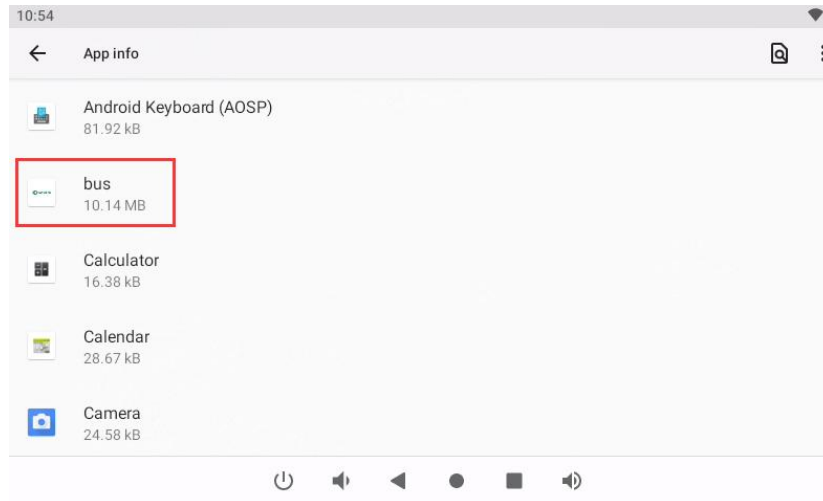 10:54
App info
Android Keyboard (AOSP)
81.92 kB
bus
10.14 MB
Calculator
16.38 kB
Calendar
28.67 kB
Camera
24.58 kB